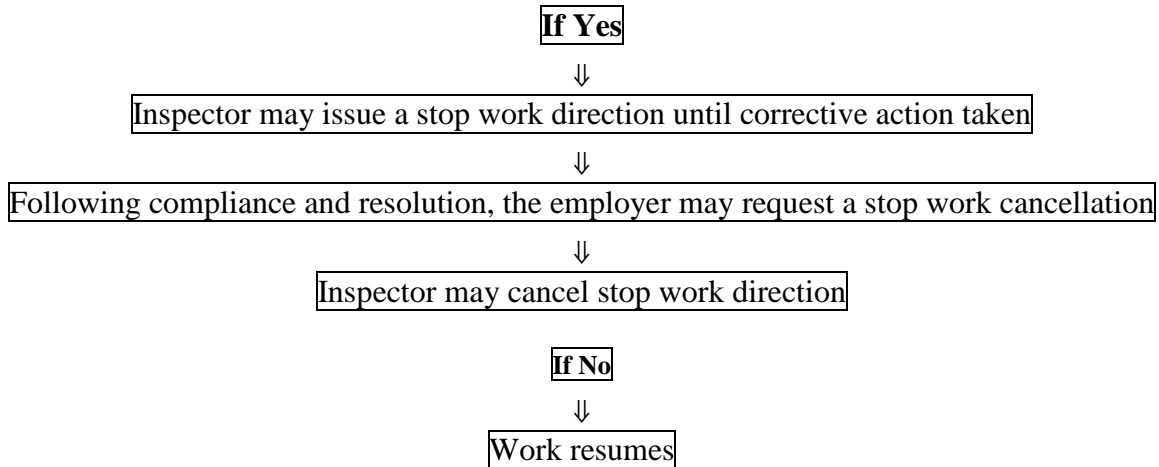 If Yes
⇓
Inspector may issue a stop work direction until corrective action taken
⇓
Following compliance and resolution, the employer may request a stop work cancellation
⇓
Inspector may cancel stop work direction
If No
⇓
Work resumes